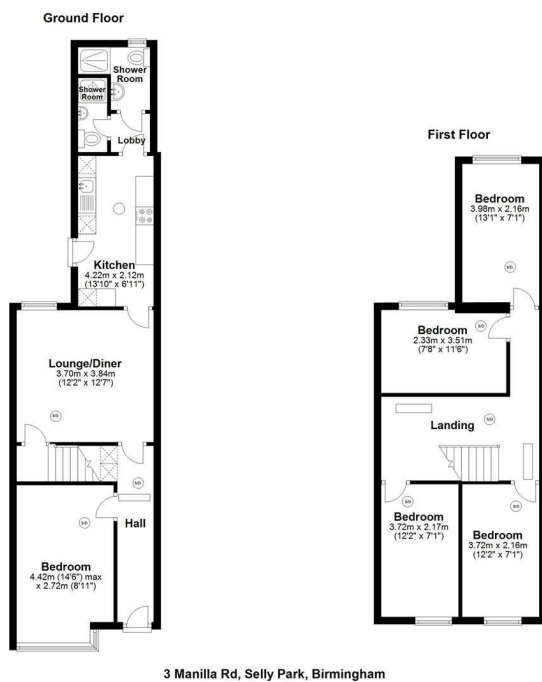 Ground Floor
Shower
Room
Shower
Room
Lobby
Kitchen
4.22m x 2.12m
(13'10" x 6'11")
Lounge/Diner
3.70m x 3.84m
(12'2" x 12'7")
S/D
S/D
S/D
Hall
Bedroom
4.42m (14'6") max
x 2.72m (8'11")
First Floor
Bedroom
3.98m x 2.16m
(13'1" x 7'1")
S/D
Bedroom
2.33m x 3.51m
(7'8" x 11'6")
S/D
Landing
S/D
Bedroom
3.72m x 2.17m
(12'2" x 7'1")
S/D
Bedroom
3.72m x 2.16m
(12'2" x 7'1")
S/D
3 Manilla Rd, Selly Park, Birmingham